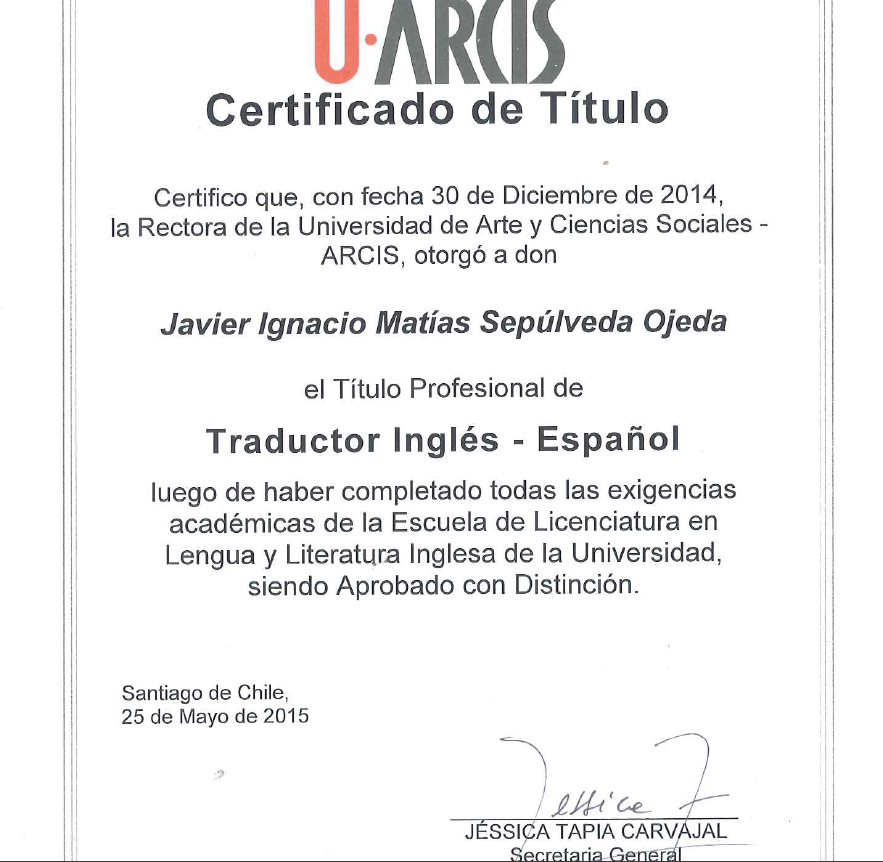 U·ARCIS
Certificado de Título
Certifico que, con fecha 30 de Diciembre de 2014,
la Rectora de la Universidad de Arte y Ciencias Sociales -
ARCIS, otorgó a don
Javier Ignacio Matías Sepúlveda Ojeda
el Título Profesional de
Traductor Inglés - Español
luego de haber completado todas las exigencias
académicas de la Escuela de Licenciatura en
Lengua y Literatura Inglesa de la Universidad,
siendo Aprobado con Distinción.
Santiago de Chile,
25 de Mayo de 2015
Jessica T
JÉSSICA TAPIA CARVAJAL
Secretaria General